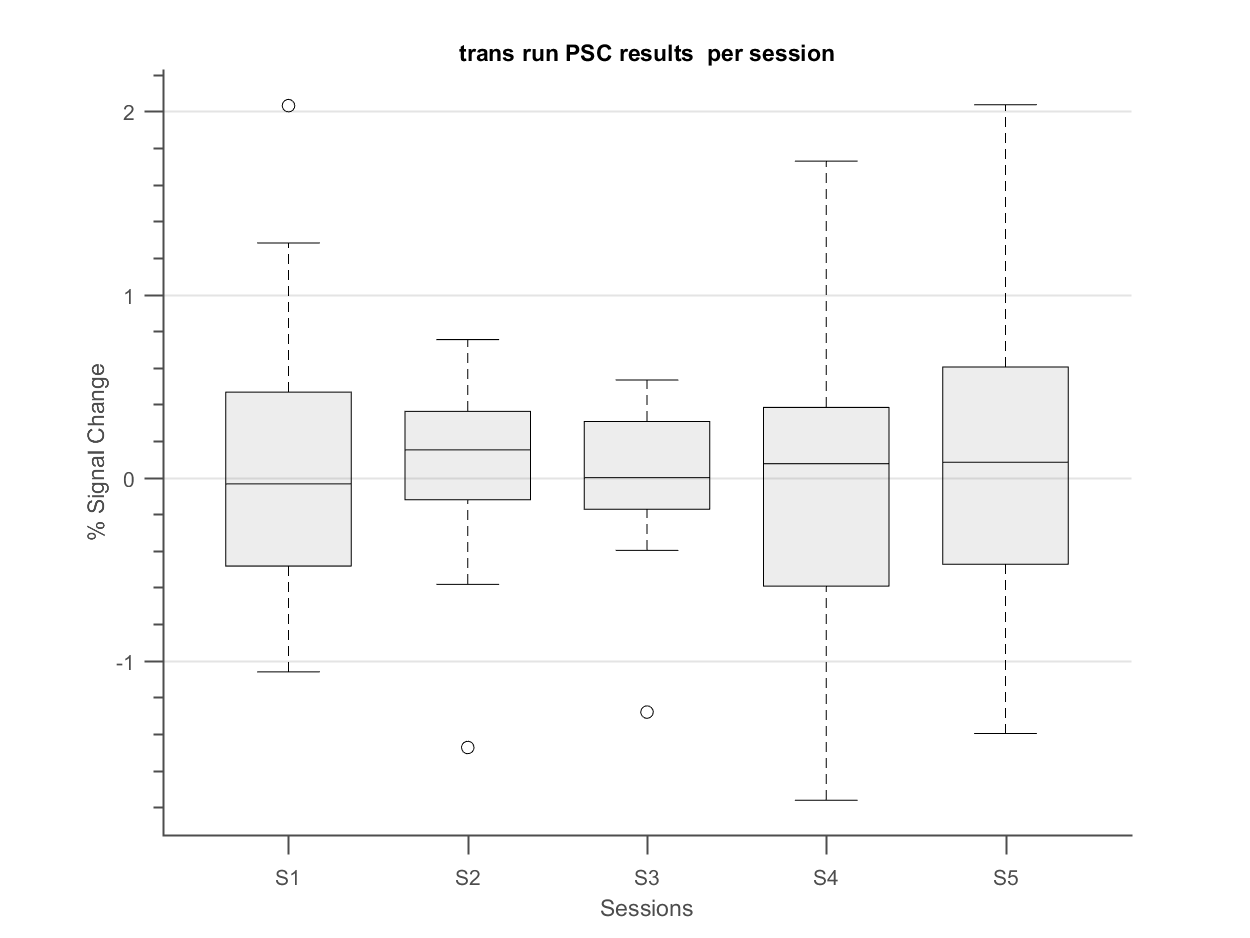 trans run PSC results  per session
% Signal Change
2
1
0
-1
S1 S2 S3 S4 S5
Sessions